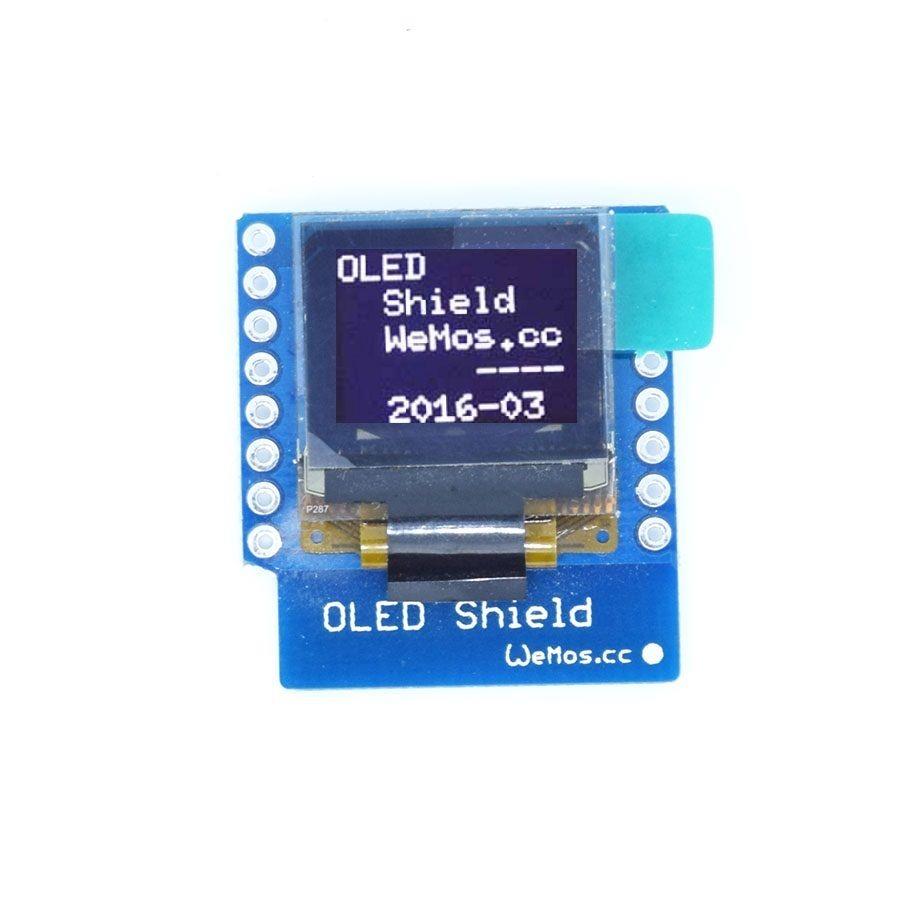 OLED
Shield
WeMos.cc
----
2016-03
P287
OLED Shield
WeMos.cc